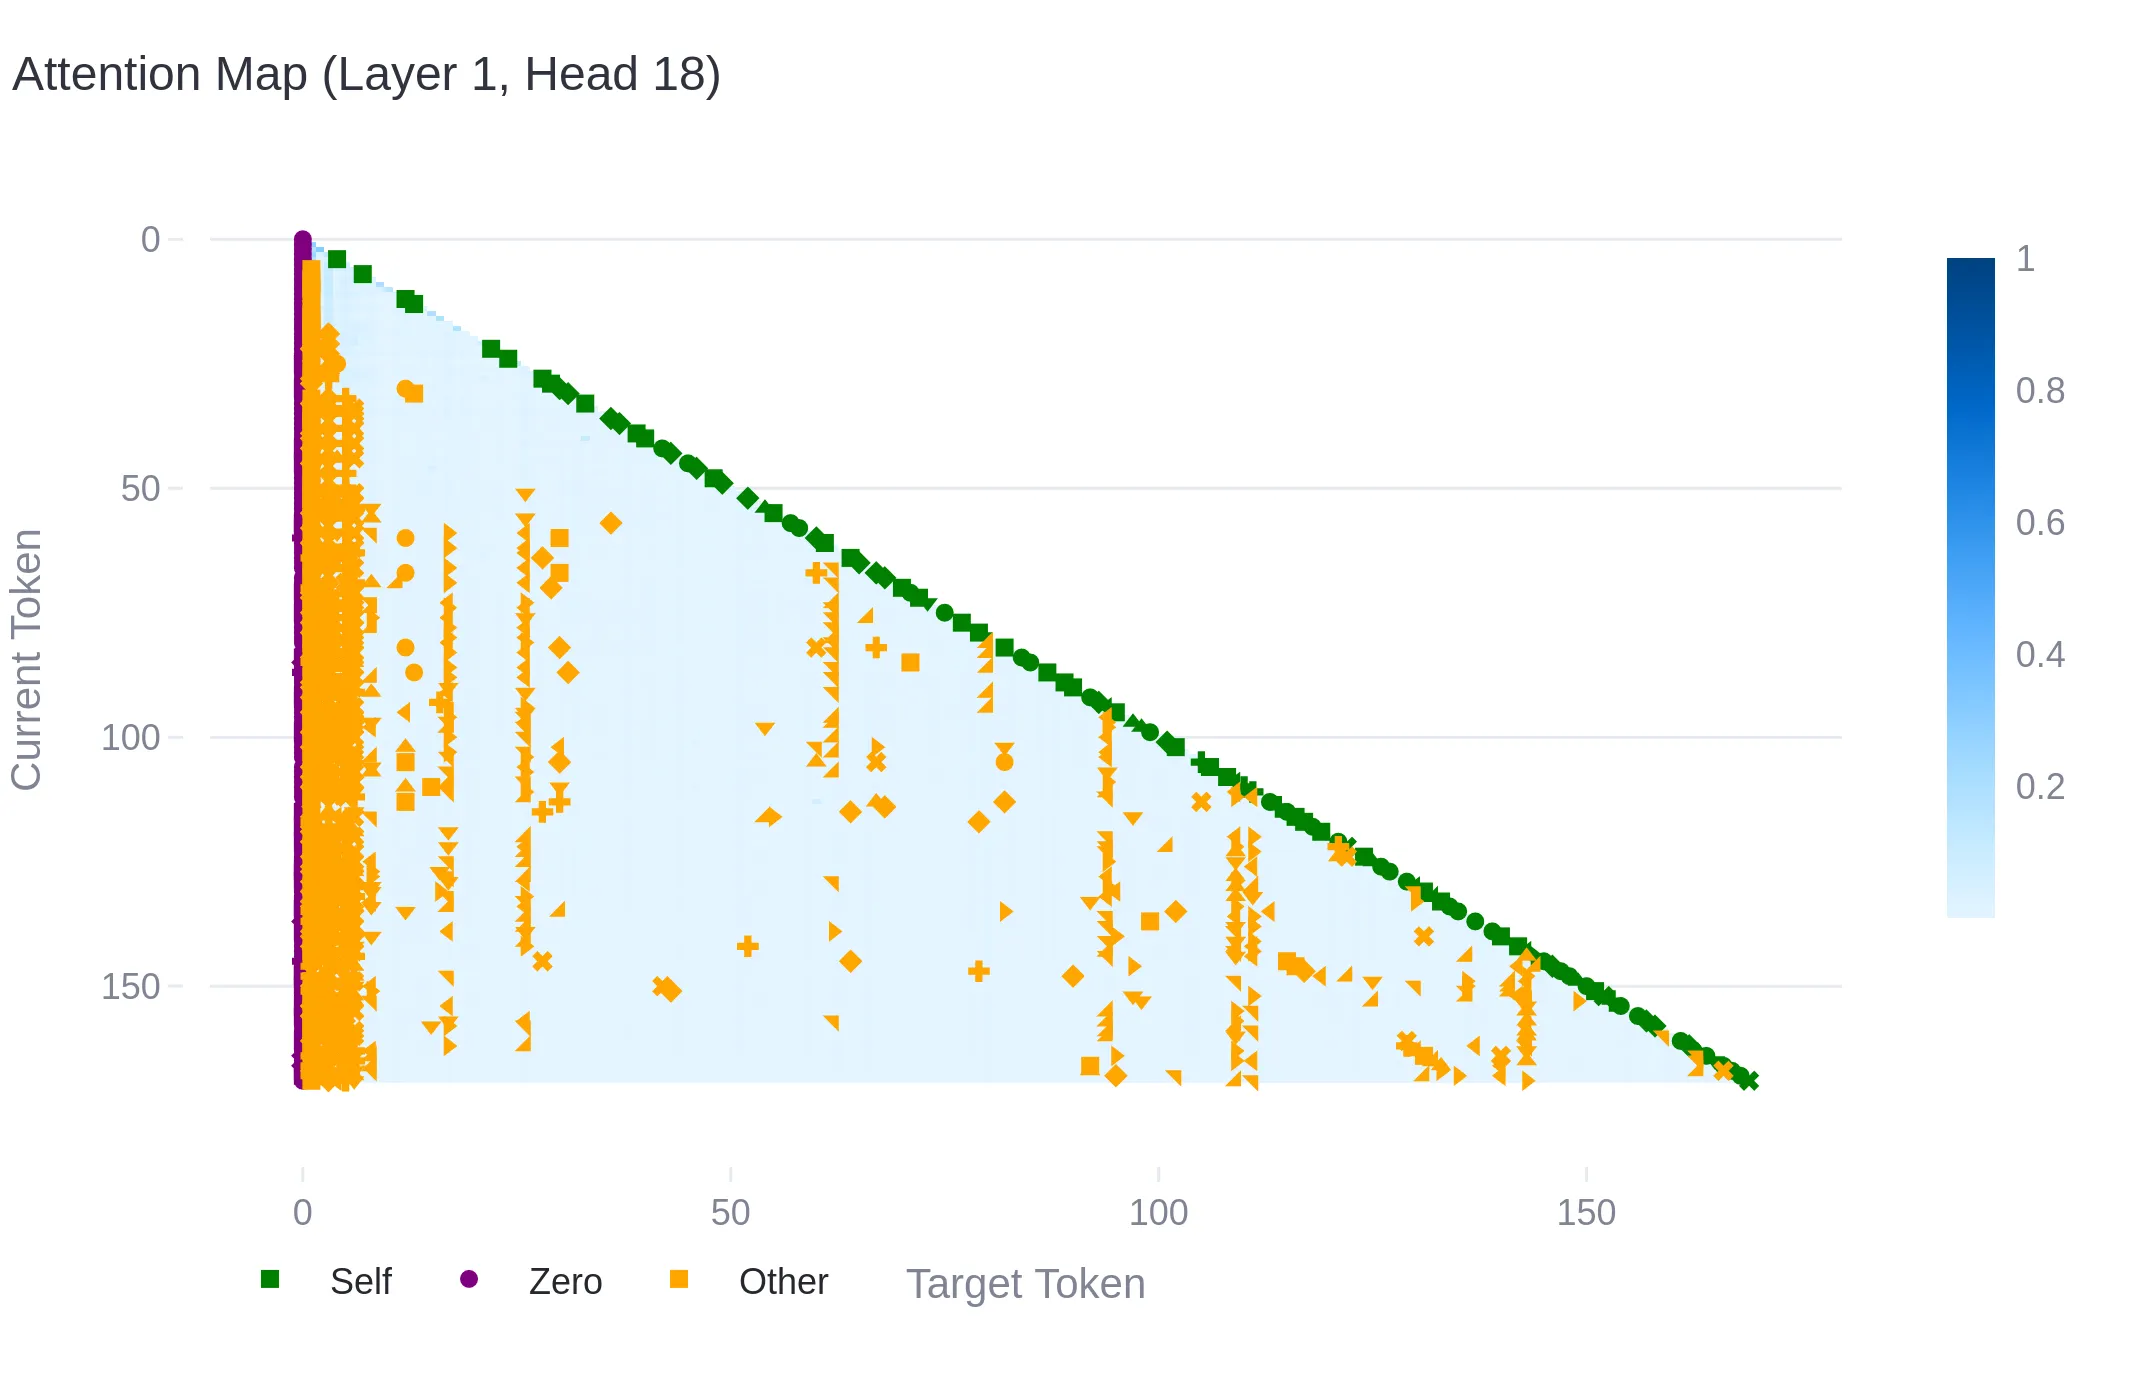 Attention Map (Layer 1, Head 18)
0
50
100
150
Current Token
1
0.8
0.6
0.4
0.2
0 50 100 150
Self Zero Other Target Token